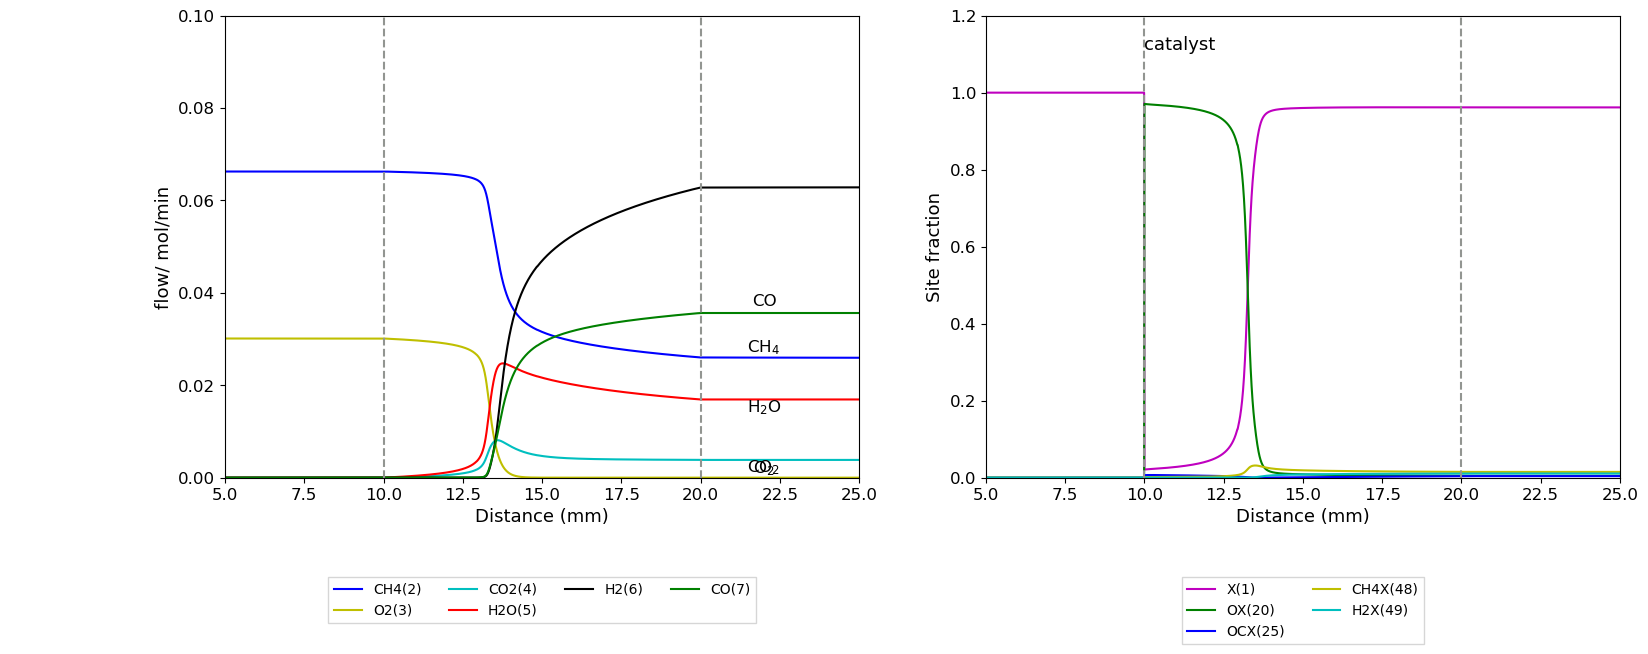 0.10
0.08
0.06
0.04
0.02
0.00
flow/ mol/min
5.0 7.5 10.0 12.5 15.0 17.5 20.0 22.5 25.0
Distance (mm)
CO
CH4
H2O
CO2
O2
CH4(2) CO2(4) H2(6) CO(7)
O2(3) H2O(5)
1.2
1.0
0.8
0.6
0.4
0.2
0.0
Site fraction
catalyst
5.0 7.5 10.0 12.5 15.0 17.5 20.0 22.5 25.0
Distance (mm)
X(1) CH4X(48)
OX(20) H2X(49)
OCX(25)